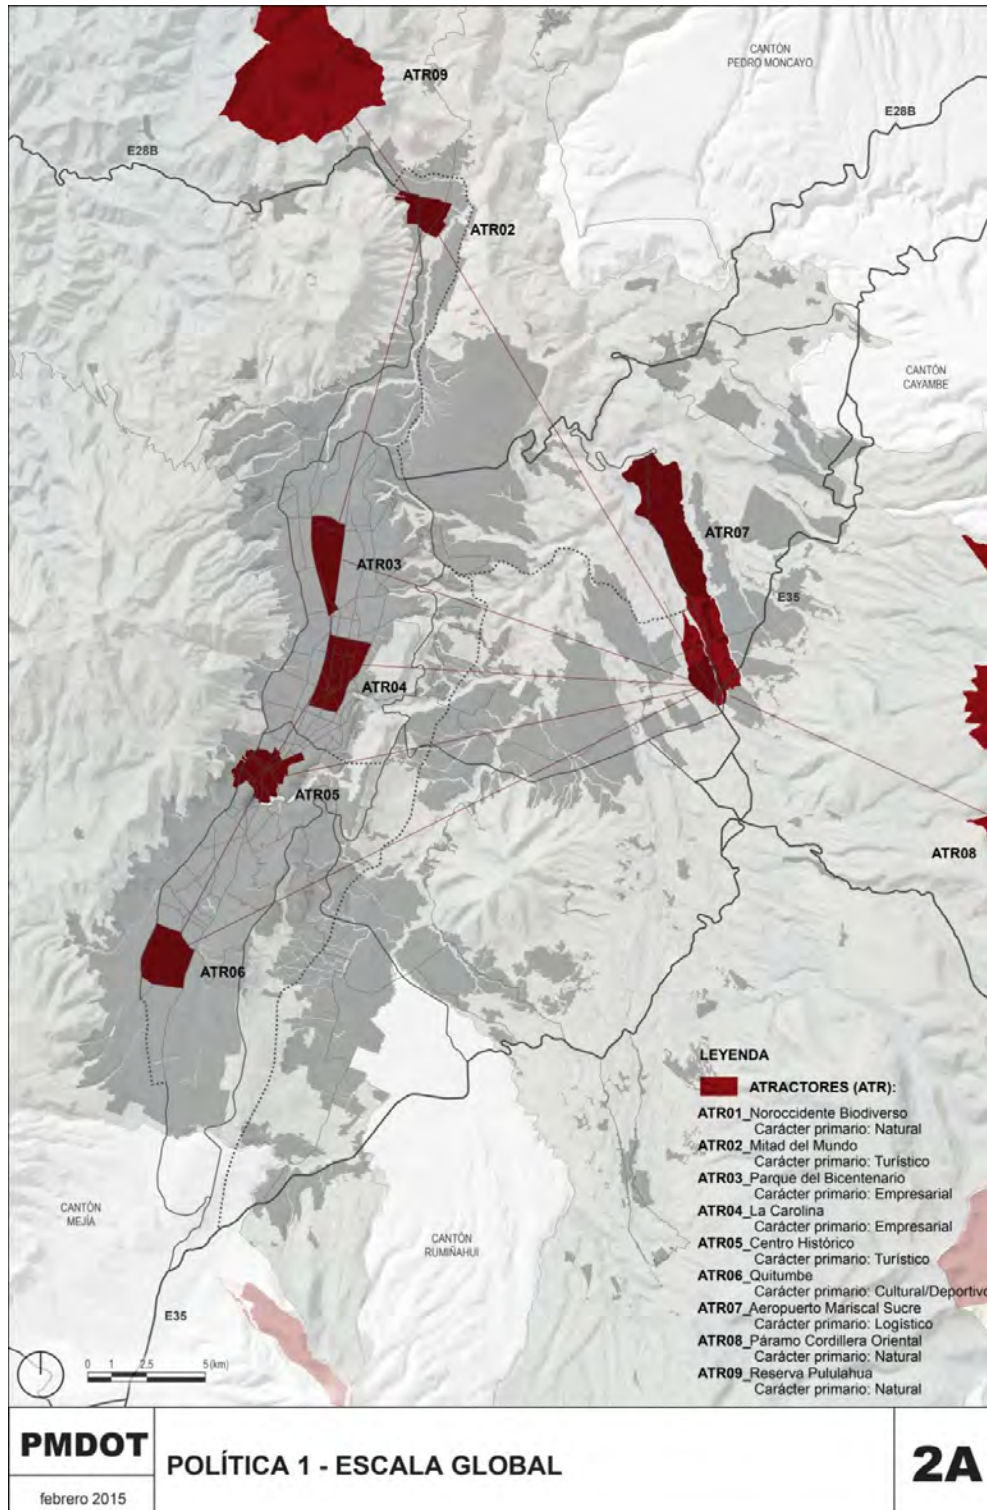 CANTÓN
PEDRO MONCAYO
ATR09
E28B
E28B
ATR02
CANTÓN
CAYAMBE
ATR07
ATR03
E35
ATR04
ATR05
ATR08
ATR06
LEYENDA
ATRACTORES (ATR):
ATR01_Noroccidente Biodiverso
Carácter primario: Natural
ATR02_Mitad del Mundo
Carácter primario: Turístico
ATR03_Parque del Bicentenario
Carácter primario: Empresarial
ATR04_La Carolina
Carácter primario: Empresarial
ATR05_Centro Histórico
Carácter primario: Turístico
ATR06_Quitumbe
Carácter primario: Cultural/Deportivo
ATR07_Aeropuerto Mariscal Sucre
Carácter primario: Logístico
ATR08_Páramo Cordillera Oriental
Carácter primario: Natural
ATR09_Reserva Pululahua
Carácter primario: Natural
CANTÓN
MEJÍA
CANTÓN
RUMIÑAHUI
E35
0 1 2.5 5 (km)
PMDOT
febrero 2015
POLÍTICA 1 - ESCALA GLOBAL
2A